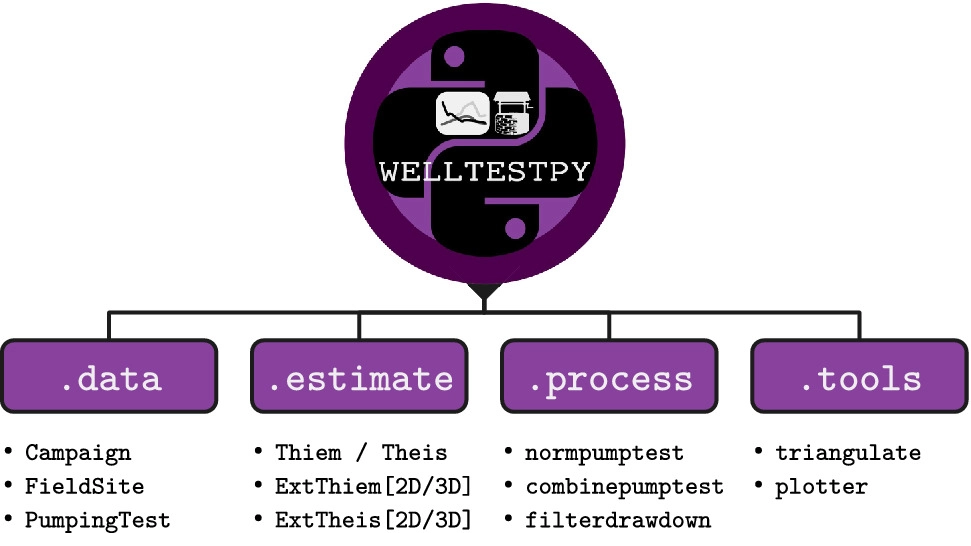 WELLTESTPY
.data
.estimate
.process
.tools
• Campaign
• FieldSite
• PumpingTest
• Thiem / Theis
• ExtThiem[2D/3D]
• ExtTheis[2D/3D]
• normpumptest
• combinepumptest
• filterdrawdown
• triangulate
• plotter